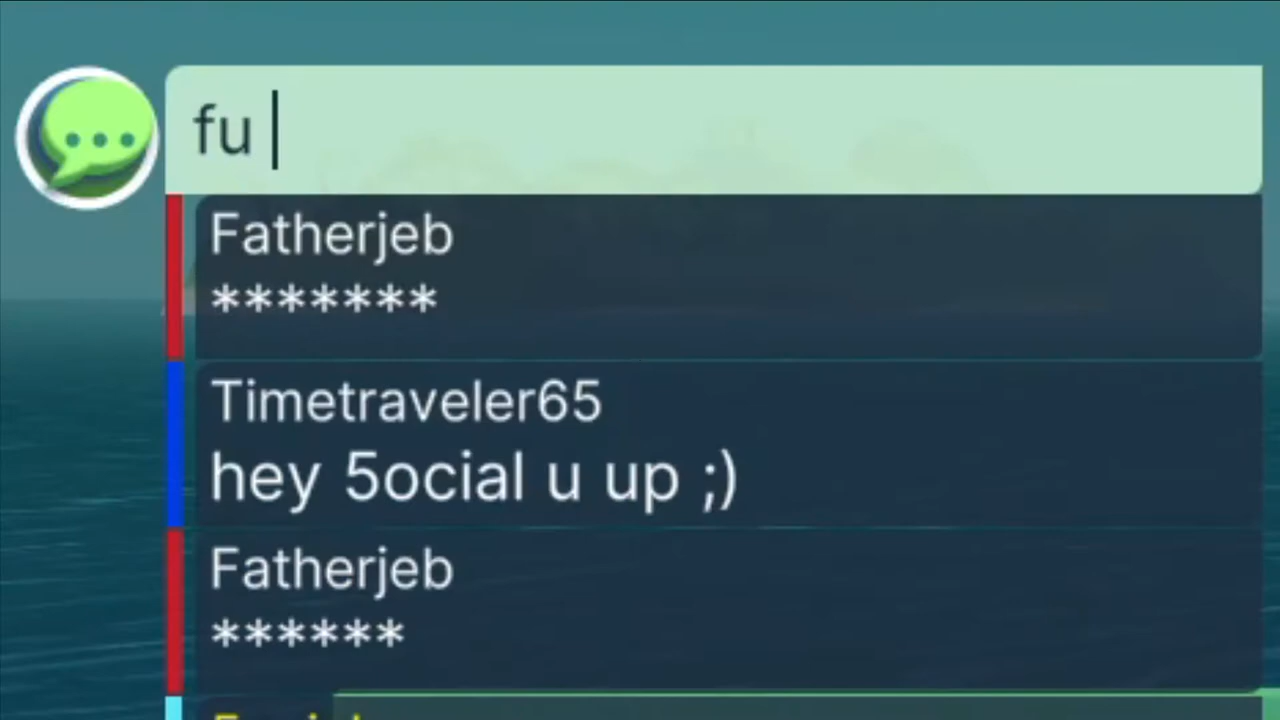 fu
Fatherjeb
*******
Timetraveler65
hey 5ocial u up ;)
Fatherjeb
******